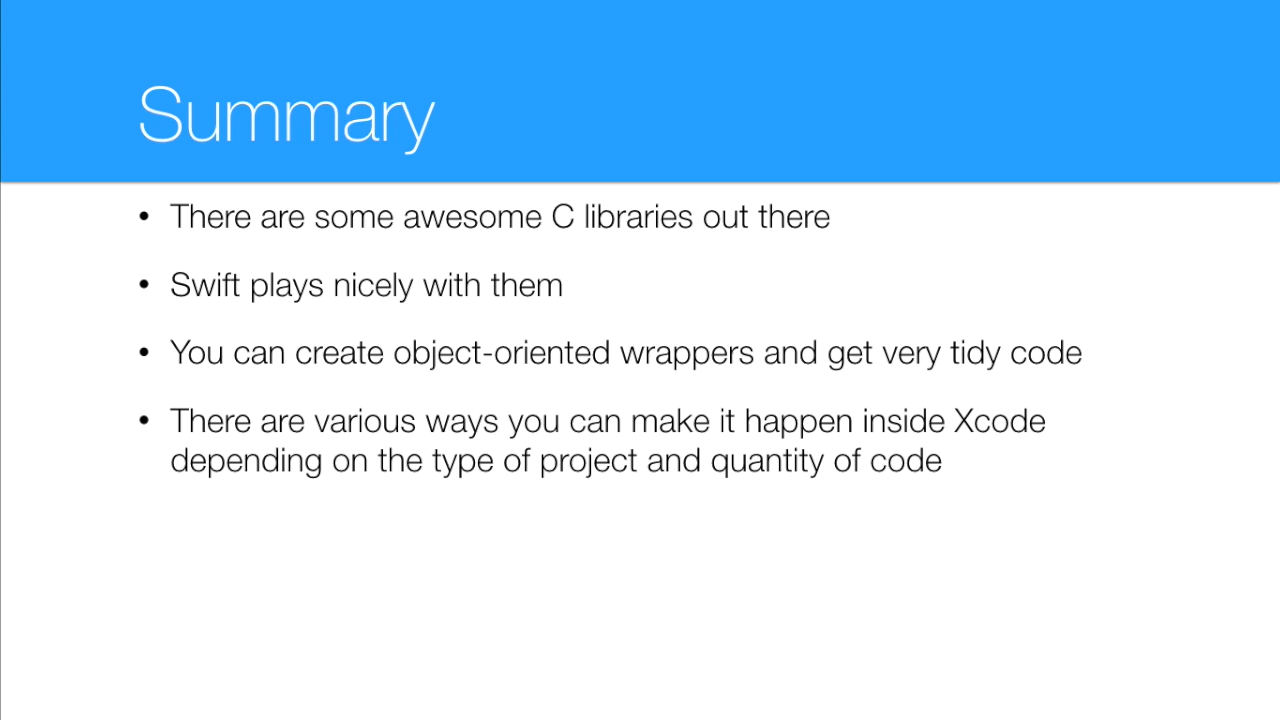 Summary
• There are some awesome C libraries out there
• Swift plays nicely with them
• You can create object-oriented wrappers and get very tidy code
• There are various ways you can make it happen inside Xcode
depending on the type of project and quantity of code